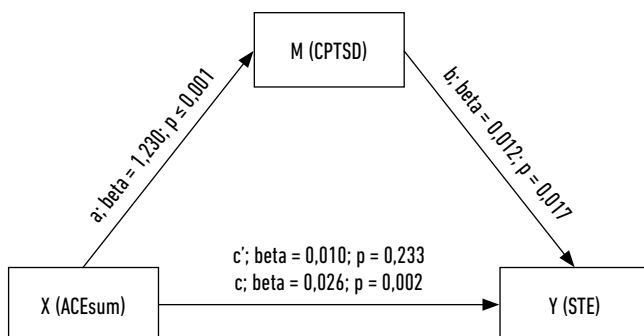 M (CPTSD)
a; beta = 1,230; p ≤ 0,001
b; beta = 0,012; p = 0,017
c’; beta = 0,010; p = 0,233
c; beta = 0,026; p = 0,002
X (ACEsum)
Y (STE)